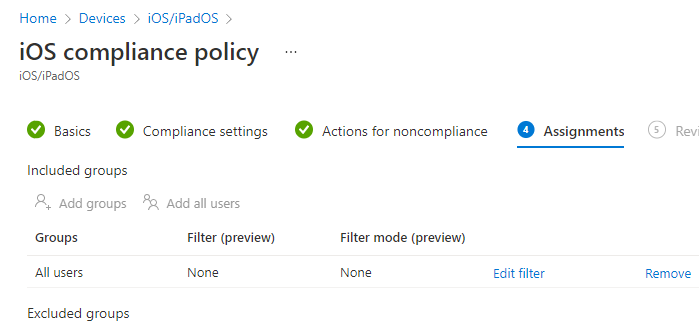 Home > Devices > iOS/iPadOS >
iOS compliance policy ...
iOS/iPadOS
Basics Compliance settings Actions for noncompliance 4 Assignments 5 Revi
Included groups
Add groups Add all users
Groups Filter (preview) Filter mode (preview)
All users None None Edit filter Remove
Excluded groups